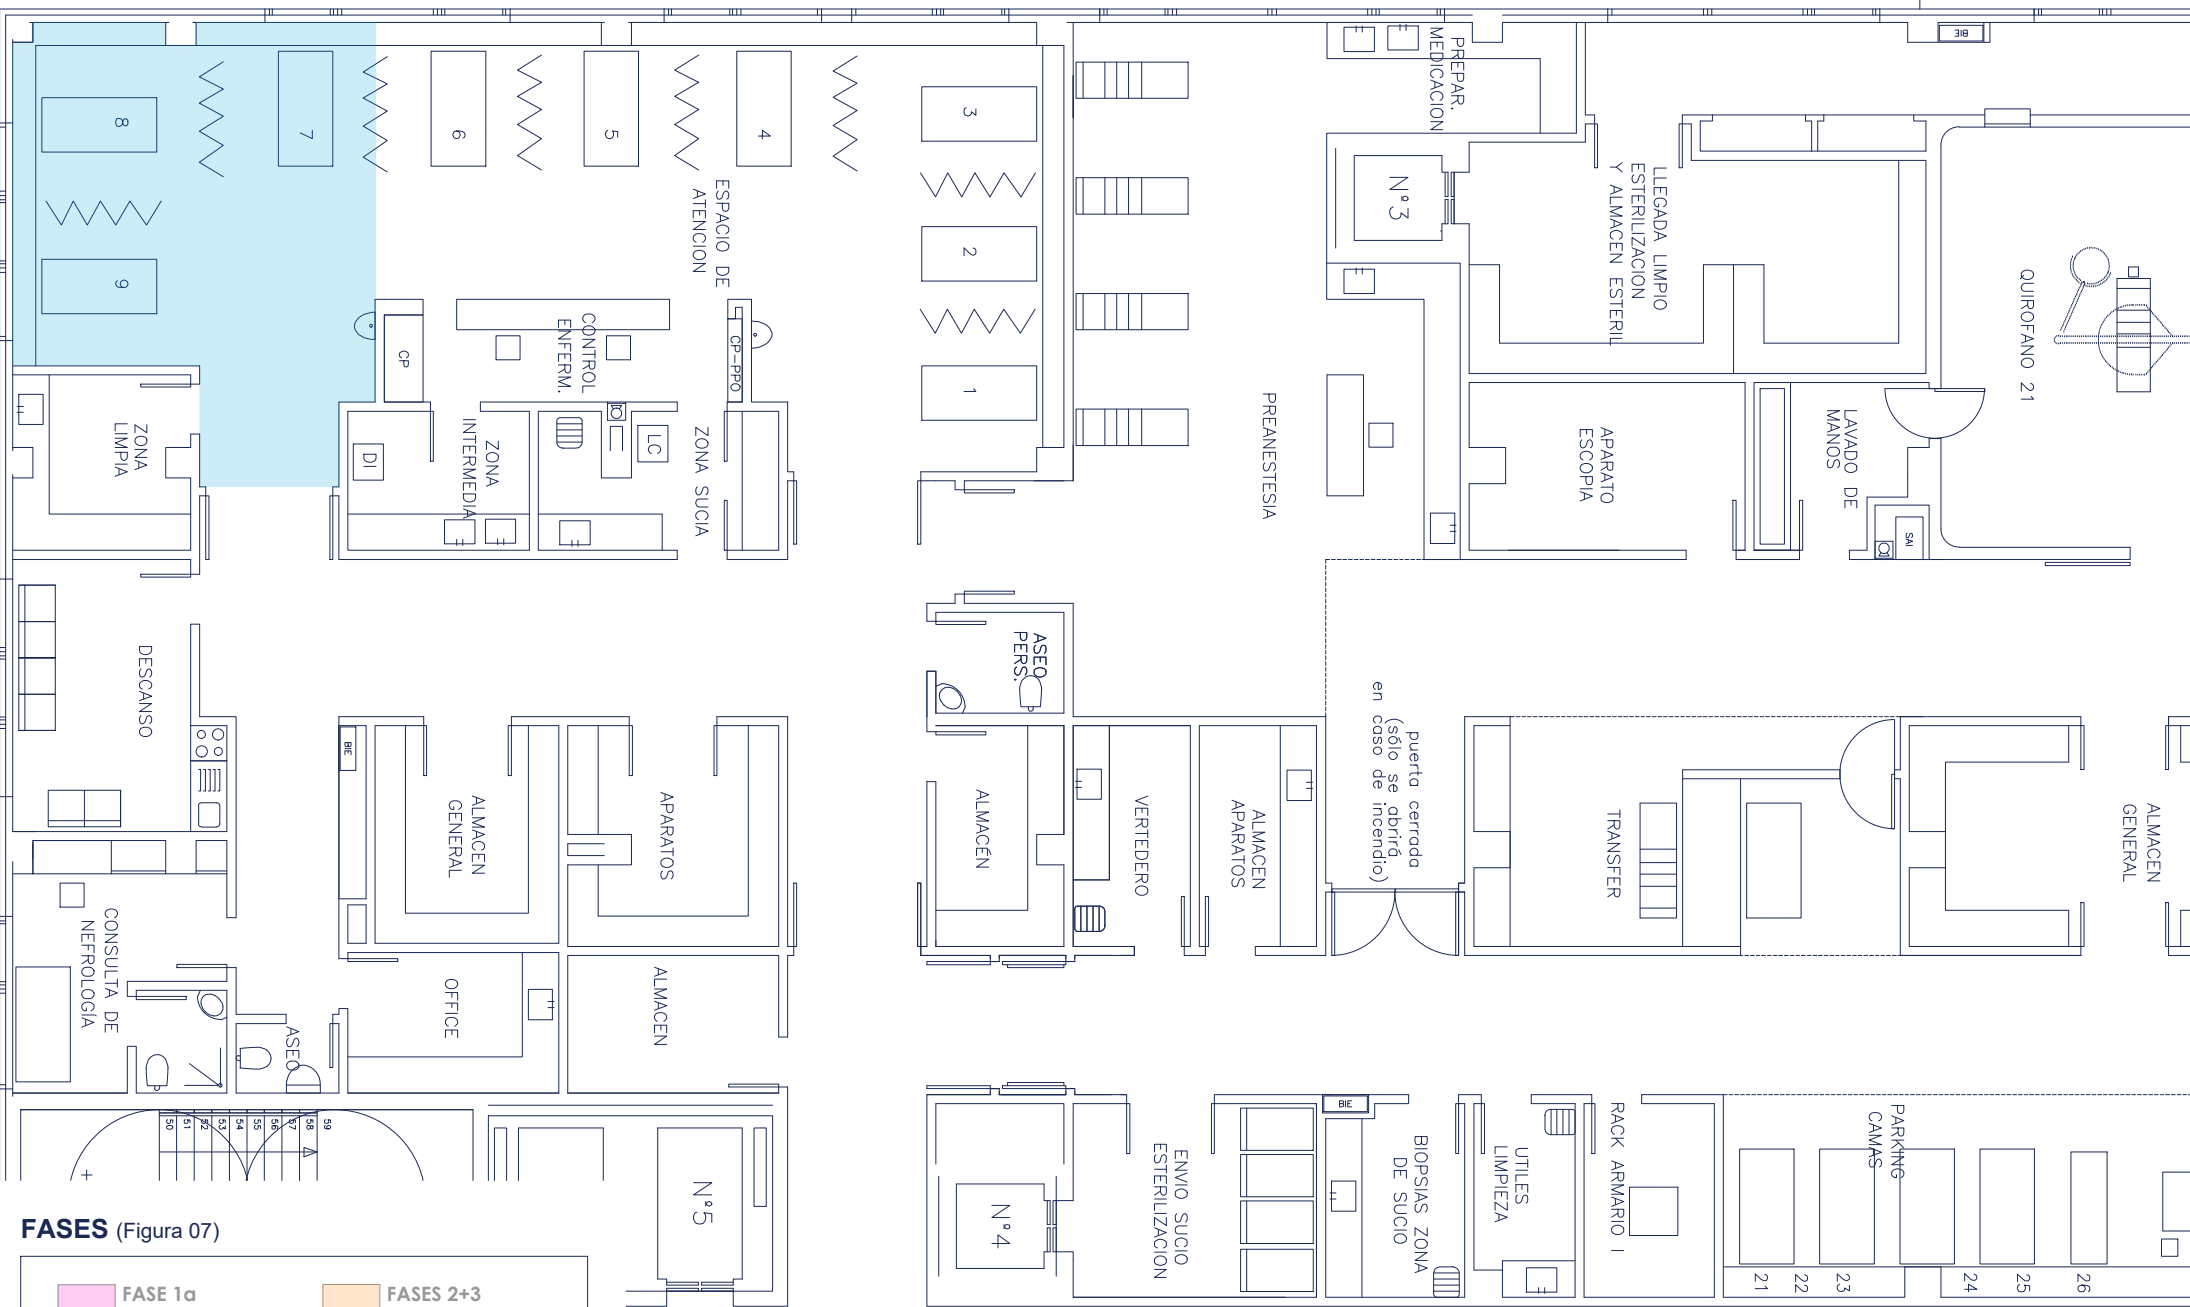 BIE
PREPAR.
MEDICACION
8
7
6
5
4
3
2
1
9
ESPACIO DE
ATENCION
Nº3
LLEGADA LIMPIO
ESTERILIZACION
Y ALMACEN ESTERIL
QUIROFANO 21
CP
CONTROL
ENFERM.
CP-PPO
PREANESTESIA
ZONA
LIMPIA
DI
ZONA
INTERMEDIA
LC
ZONA SUCIA
APARATO
ESCOPIA
LAVADO DE
MANOS
SAI
DESCANSO
ASEO
PERS.
puerta cerrada
(sólo se abrirá
en caso de incendio)
BIE
ALMACEN
GENERAL
APARATOS
ALMACÉN
VERTEDERO
ALMACEN
APARATOS
TRANSFER
ALMACEN
GENERAL
CONSULTA DE
NEFROLOGÍA
ASEO
OFFICE
ALMACEN
50
51
52
53
54
55
56
57
58
59
Nº5
Nº4
ENVIO SUCIO
ESTERILIZACION
BIE
BIOPSIAS ZONA
DE SUCIO
UTILES
LIMPIEZA
RACK ARMARIO I
PARKING
CAMAS
21
22
23
24
25
26
FASES (Figura 07)
FASE 1a
FASES 2+3